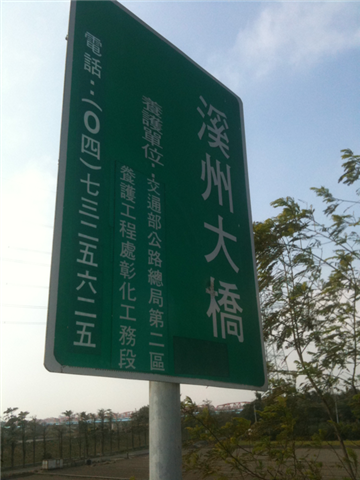 溪州大橋
養護單位：交通部公路總局第二區
養護工程處彰化工務段
電話：(〇四)七三二五六二五